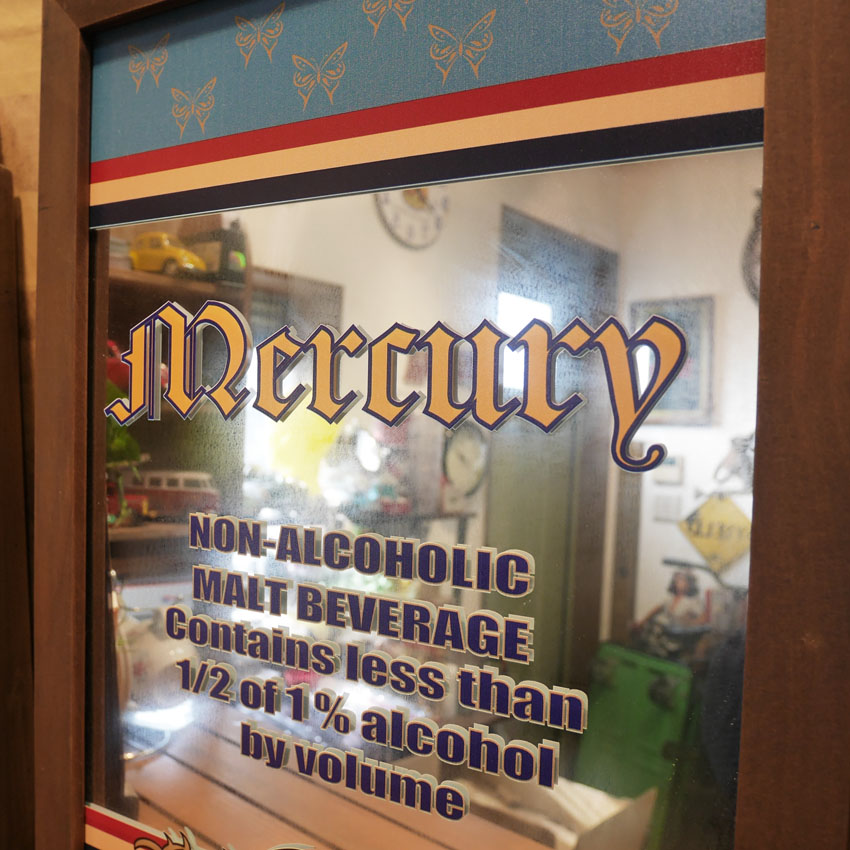 Mercury
NON-ALCOHOLIC
MALT BEVERAGE
Contains less than
1/2 of 1% alcohol
by volume